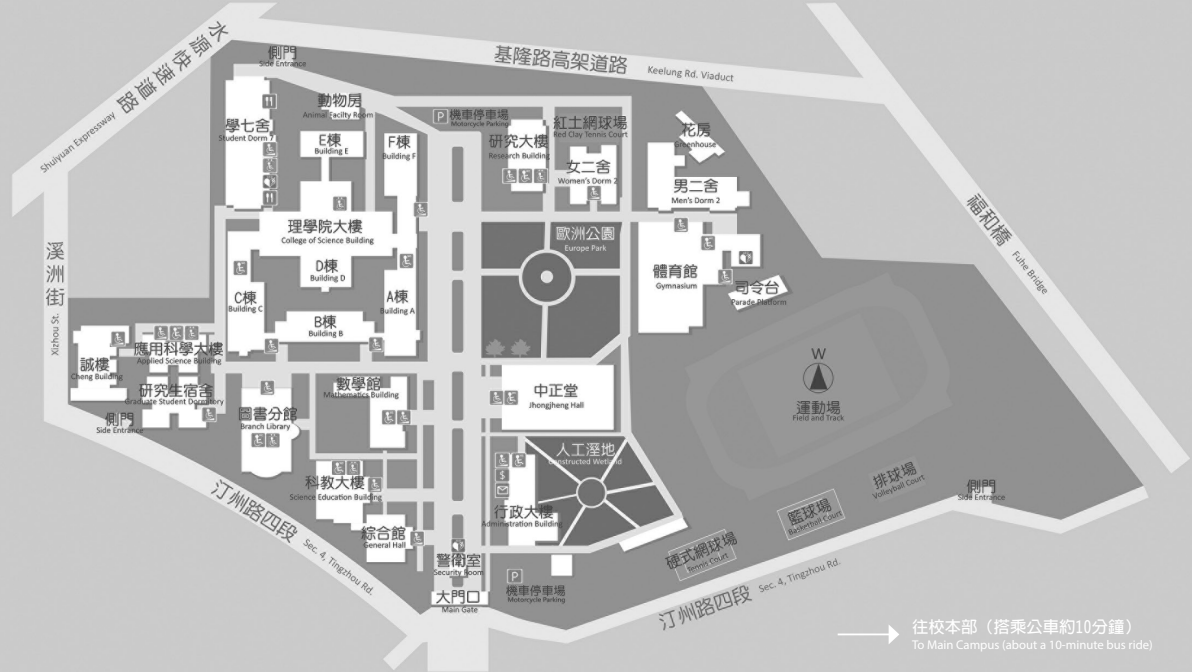 水源快速道路
Shuiyuan Expressway
基隆路高架道路
Keelung Rd. Viaduct
側門
Side Entrance
動物房
Animal Facilty Room
學七舍
Student Dorm 7
E棟
Building E
F棟
Building F
P 機車停車場
Motorcycle Parking
研究大樓
Research Building
紅土網球場
Red Clay Tennis Court
女二舍
Women's Dorm 2
花房
Greenhouse
男二舍
Men's Dorm 2
福和橋
Fuhe Bridge
理學院大樓
College of Science Building
歐洲公園
Europe Park
溪洲街
Xizhou St.
D棟
Building D
C棟
Building C
A棟
Building A
B棟
Building B
體育館
Gymnasium
司令台
Parade Platform
誠樓
Cheng Building
應用科學大樓
Applied Science Building
研究生宿舍
Graduate Student Dormitory
側門
Side Entrance
圖書分館
Branch Library
數學館
Mathematics Building
中正堂
Jhongjheng Hall
W
運動場
Field and Track
人工溼地
Constructed Wetland
科教大樓
Science Education Building
綜合館
General Hall
$
行政大樓
Administration Building
排球場
Volleyball Court
籃球場
Basketball Court
側門
Side Entrance
硬式網球場
Tennis Court
警衛室
Security Room
大門口
Main Gate
P 機車停車場
Motorcycle Parking
汀州路四段
Sec. 4, Tingzhou Rd.
汀州路四段
Sec. 4, Tingzhou Rd.
往校本部（搭乘公車約10分鐘）
To Main Campus (about a 10-minute bus ride)